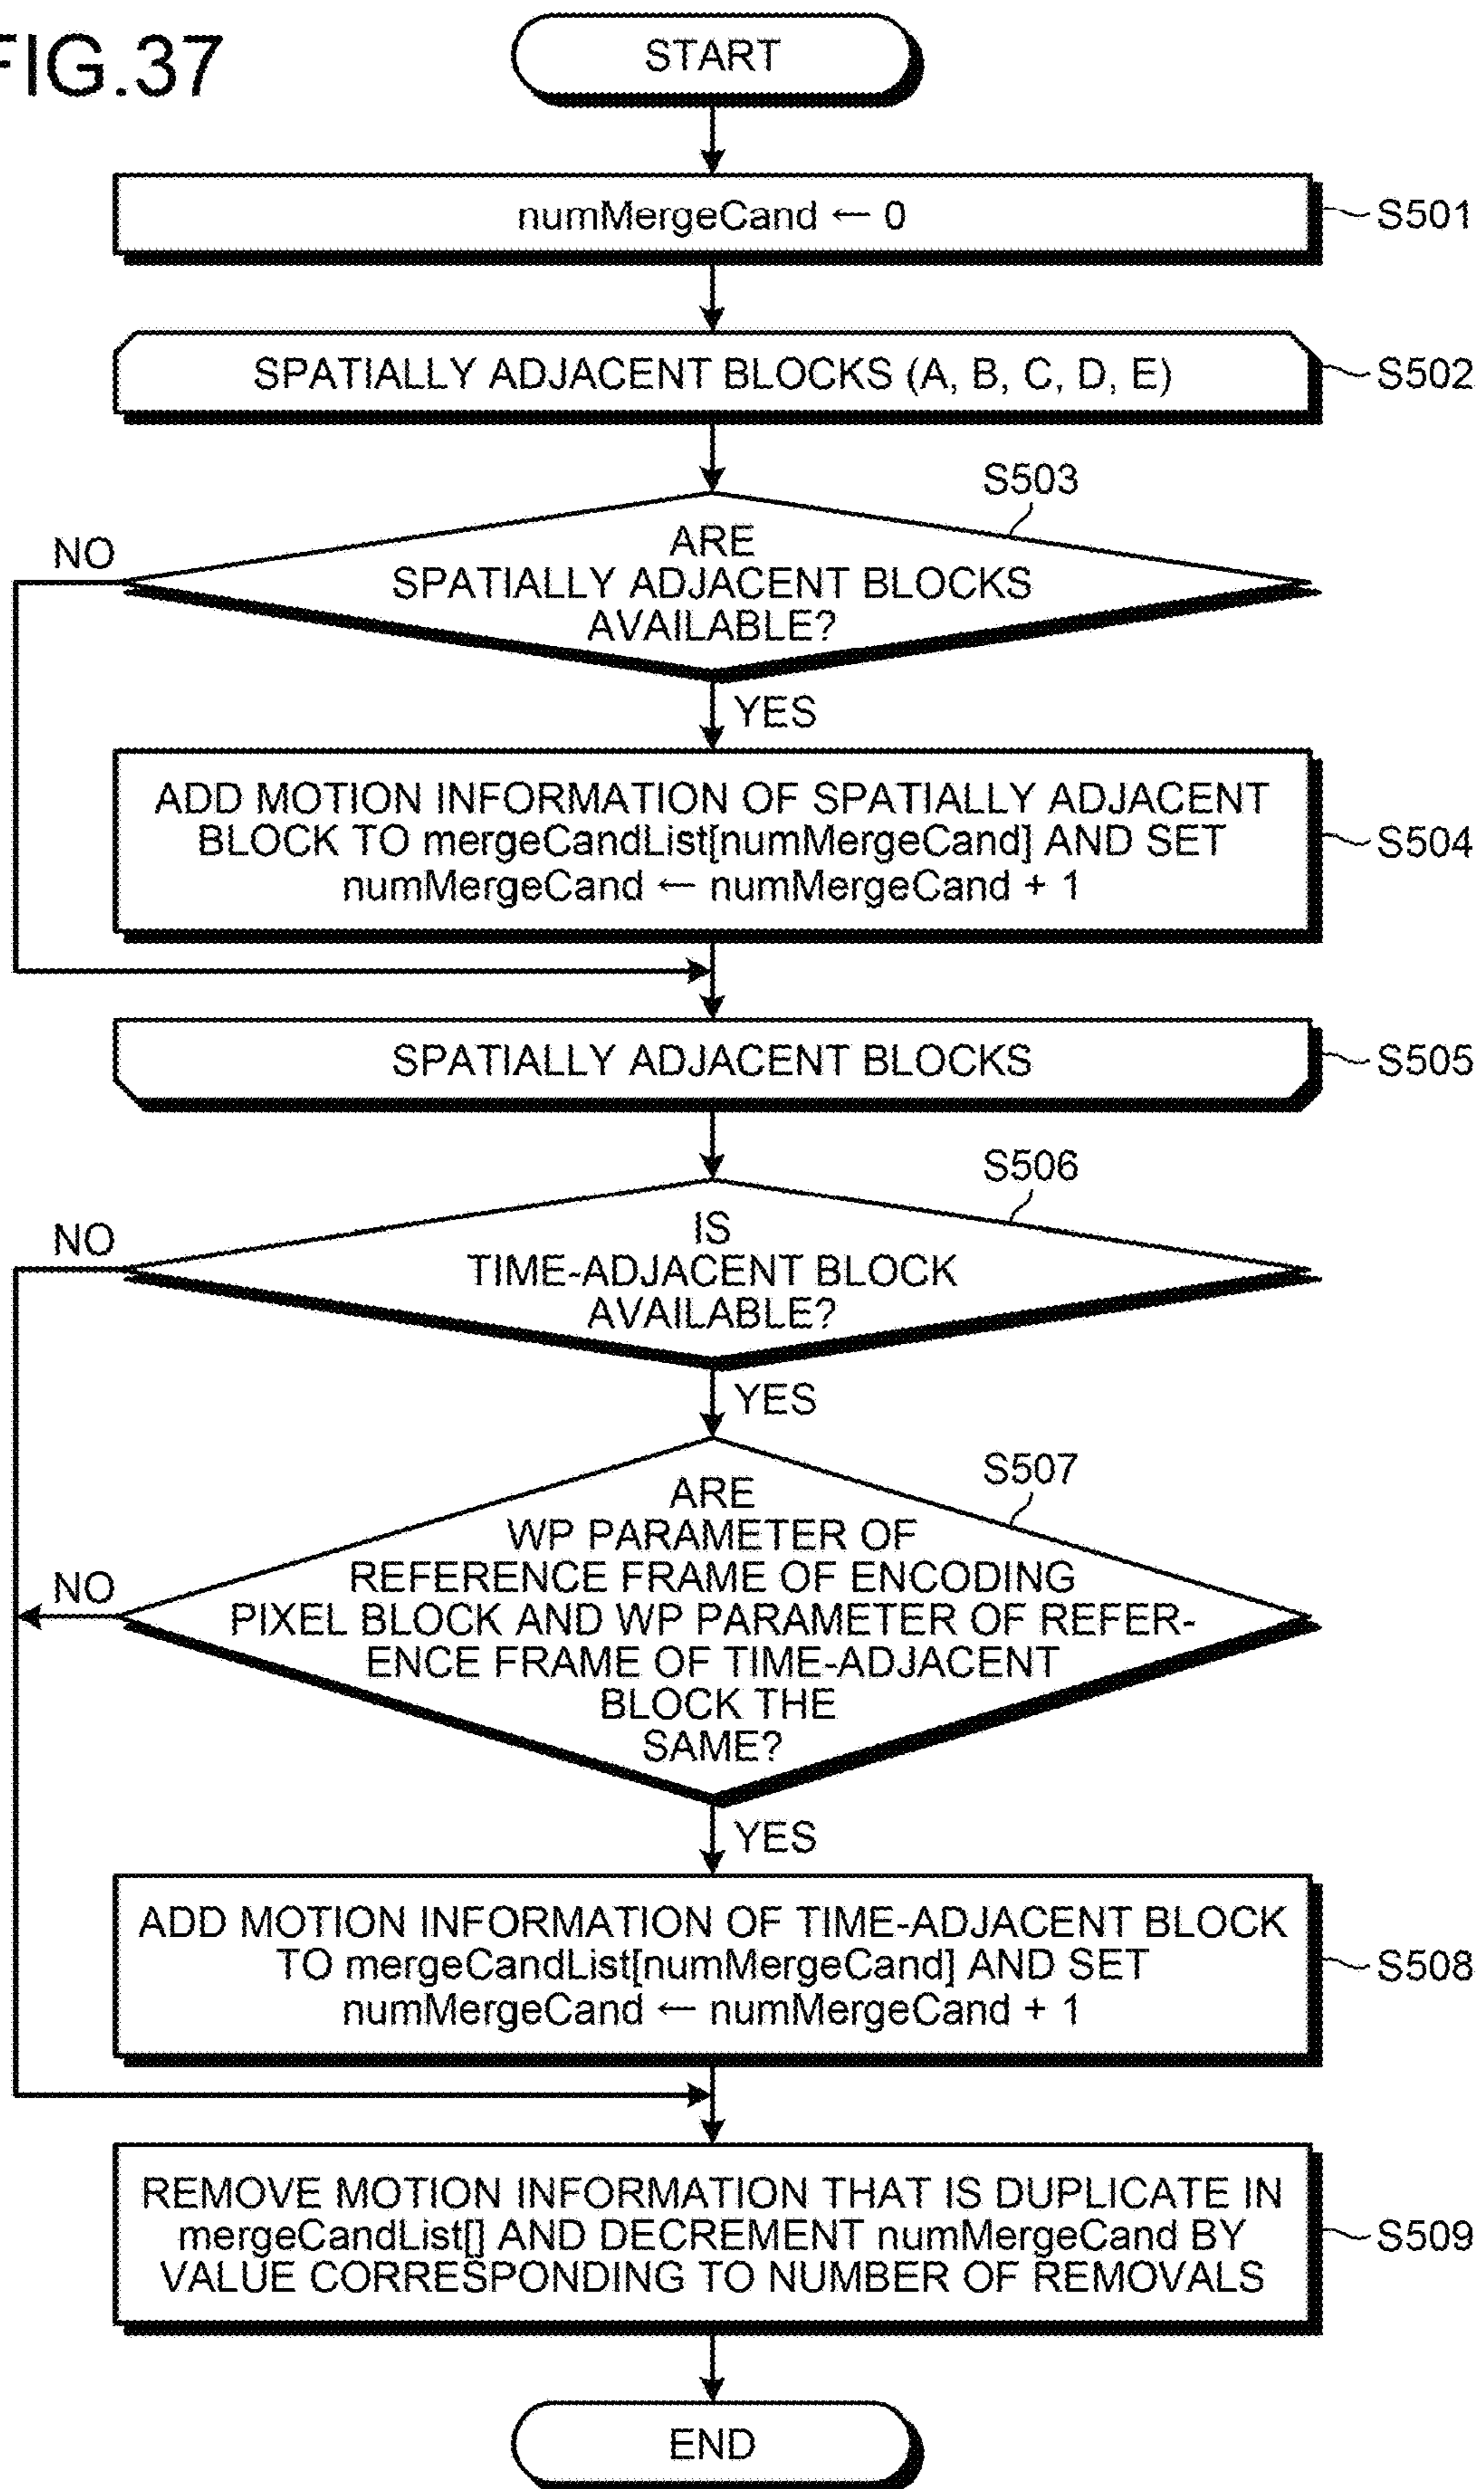 FIG.37
START
numMergeCand ← 0
S501
SPATIALLY ADJACENT BLOCKS (A, B, C, D, E)
S502
S503
NO
ARE
SPATIALLY ADJACENT BLOCKS
AVAILABLE?
YES
ADD MOTION INFORMATION OF SPATIALLY ADJACENT
BLOCK TO mergeCandList[numMergeCand] AND SET
numMergeCand ← numMergeCand + 1
S504
SPATIALLY ADJACENT BLOCKS
S505
S506
NO
IS
TIME-ADJACENT BLOCK
AVAILABLE?
YES
S507
ARE
WP PARAMETER OF
REFERENCE FRAME OF ENCODING
NO
PIXEL BLOCK AND WP PARAMETER OF REFER-
ENCE FRAME OF TIME-ADJACENT
BLOCK THE
SAME?
YES
ADD MOTION INFORMATION OF TIME-ADJACENT BLOCK
TO mergeCandList[numMergeCand] AND SET
numMergeCand ← numMergeCand + 1
S508
REMOVE MOTION INFORMATION THAT IS DUPLICATE IN
mergeCandList[] AND DECREMENT numMergeCand BY
VALUE CORRESPONDING TO NUMBER OF REMOVALS
S509
END